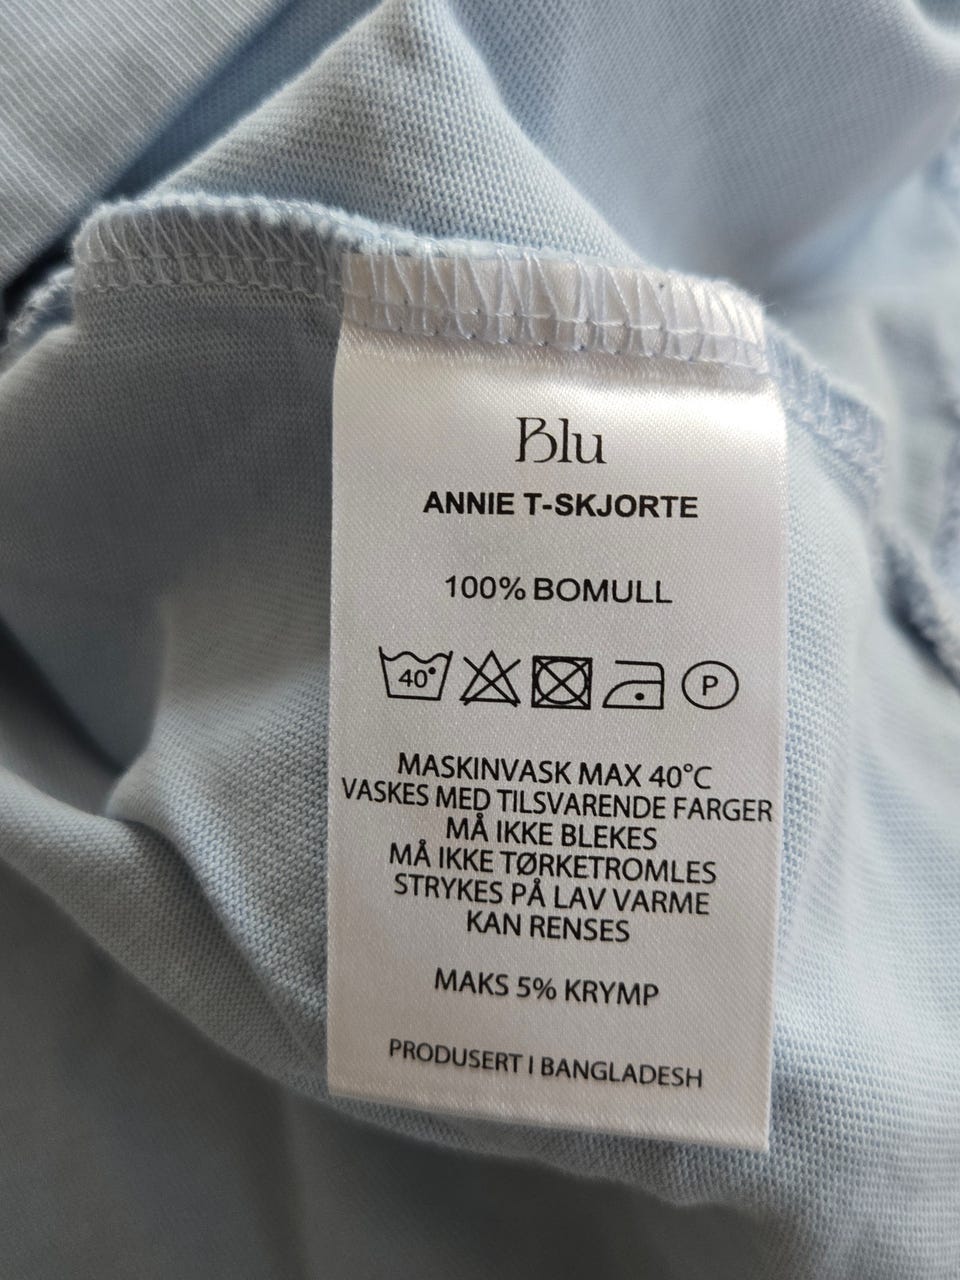 Blu
ANNIE T-SKJORTE
100% BOMULL
40° P
MASKINVASK MAX 40°C
VASKES MED TILSVARENDE FARGER
MÅ IKKE BLEKES
MÅ IKKE TØRKETROMLES
STRYKES PÅ LAV VARME
KAN RENSES
MAKS 5% KRYMP
PRODUSERT I BANGLADESH